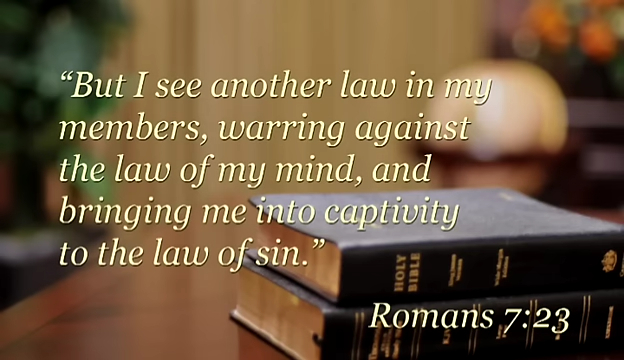 “But I see another law in my
members, warring against
the law of my mind, and
bringing me into captivity
to the law of sin.”
HOLY
BIBLE
Romans 7:23